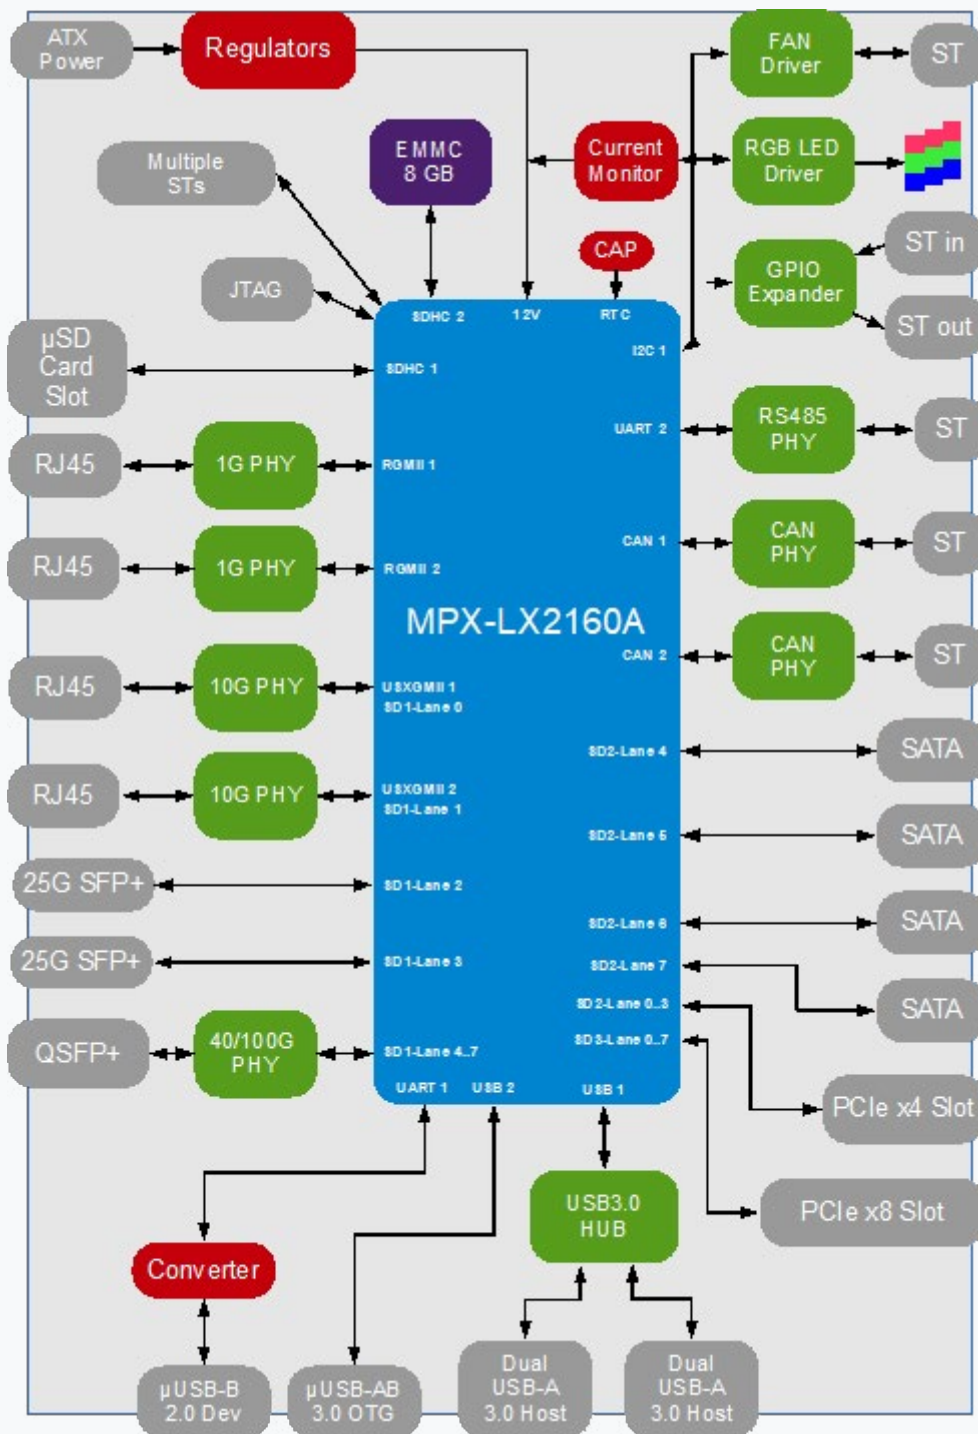 ATX
Power
Regulators
FAN
Driver
ST
Multiple
STs
EMMC
8 GB
Current
Monitor
RGB LED
Driver
JTAG
CAP
GPIO
Expander
ST in
ST out
µSD
Card
Slot
SDHC 2
12V
RTC
I2C 1
SDHC 1
UART 2
RS485
PHY
ST
RJ45
1G PHY
RGMII 1
CAN 1
CAN
PHY
ST
RJ45
1G PHY
RGMII 2
MPX-LX2160A
CAN 2
CAN
PHY
ST
RJ45
10G PHY
USXGMII 1
SD1-Lane 0
SD2-Lane 4
SATA
RJ45
10G PHY
USXGMII 2
SD1-Lane 1
SD2-Lane 5
SATA
25G SFP+
SD1-Lane 2
SD2-Lane 6
SATA
25G SFP+
SD1-Lane 3
SD2-Lane 7
SATA
SD2-Lane 0..3
SD3-Lane 0..7
QSFP+
40/100G
PHY
SD1-Lane 4..7
UART 1
USB 2
USB 1
PCIe x4 Slot
USB3.0
HUB
PCIe x8 Slot
Converter
µUSB-B
2.0 Dev
µUSB-AB
3.0 OTG
Dual
USB-A
3.0 Host
Dual
USB-A
3.0 Host